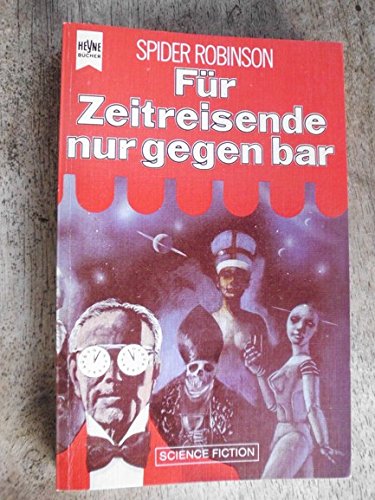 HEYNE
BÜCHER
SPIDER ROBINSON
Für
Zeitreisende
nur gegen bar
SCIENCE FICTION